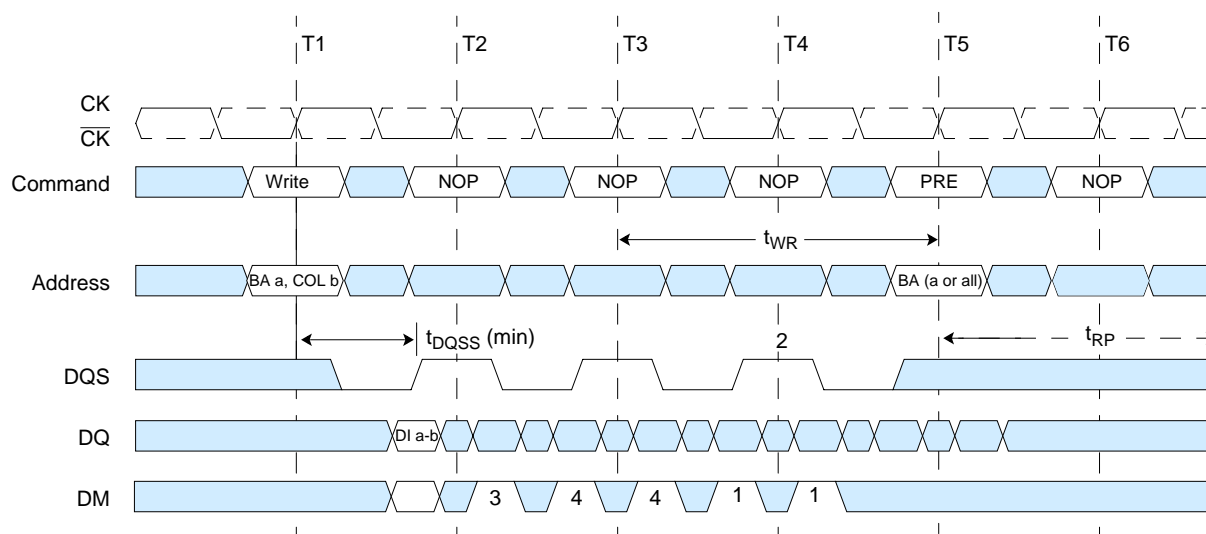 T1 T2 T3 T4 T5 T6
CK
CK
Command Write NOP NOP NOP PRE NOP
tWR
Address BA a, COL b BA (a or all)
tDQSS (min) 2 tRP
DQS
DQ DI a-b
DM 3 4 4 1 1